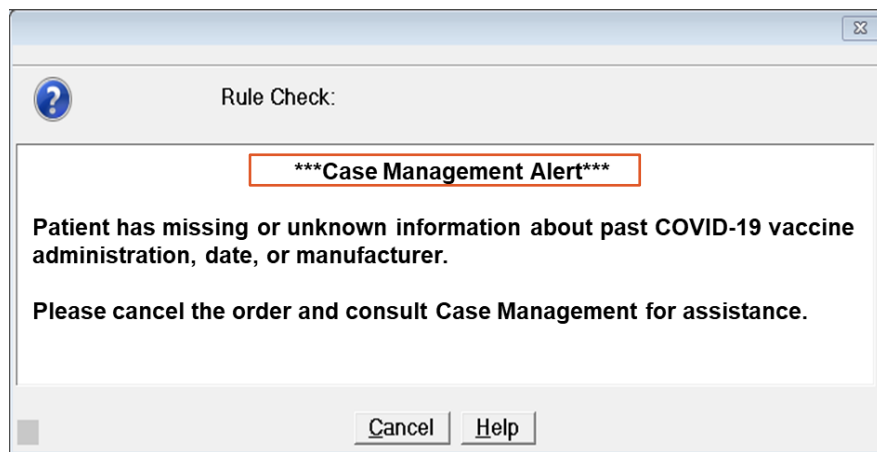 Rule Check:
***Case Management Alert***
Patient has missing or unknown information about past COVID-19 vaccine
administration, date, or manufacturer.
Please cancel the order and consult Case Management for assistance.
Cancel Help